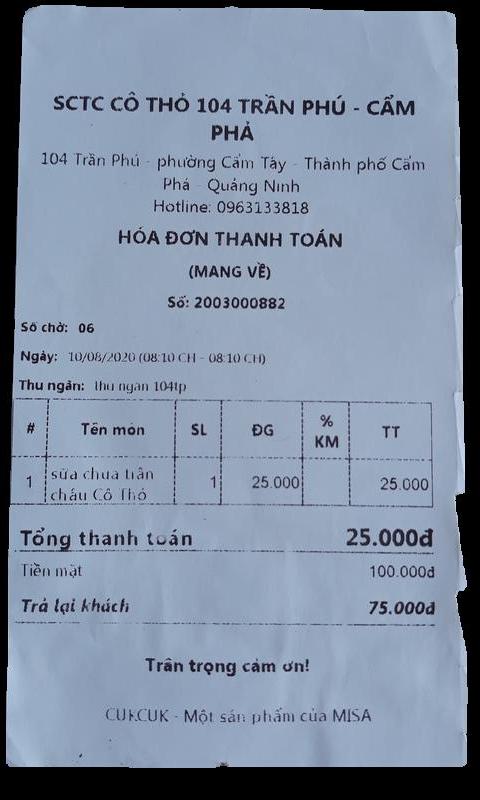 SCTC CÔ THỎ 104 TRẦN PHÚ - CẨM
PHẢ
104 Trần Phú - phường Cẩm Tây - Thành phố Cẩm
Phả - Quảng Ninh
Hotline: 0963133818
HÓA ĐƠN THANH TOÁN
(MANG VỀ)
Số: 2003000882
Số chờ: 06
Ngày: 10/08/2020 (08:10 CH - 08:10 CH)
Thu ngân: thu ngan 104tp
# Tên món SL ĐG % KM TT
1 sữa chua trân 1 25.000 25.000
châu Cô Thỏ
Tổng thanh toán 25.000đ
Tiền mặt 100.000đ
Trả lại khách 75.000đ
Trân trọng cảm ơn!
CUKCUK - Một sản phẩm của MISA